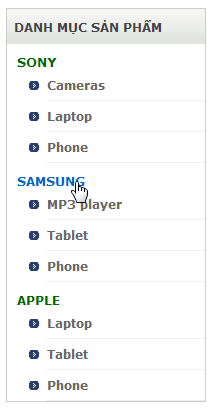 DANH MỤC SẢN PHẨM
SONY
Cameras
Laptop
Phone
SAMSUNG
MP3 player
Tablet
Phone
APPLE
Laptop
Tablet
Phone